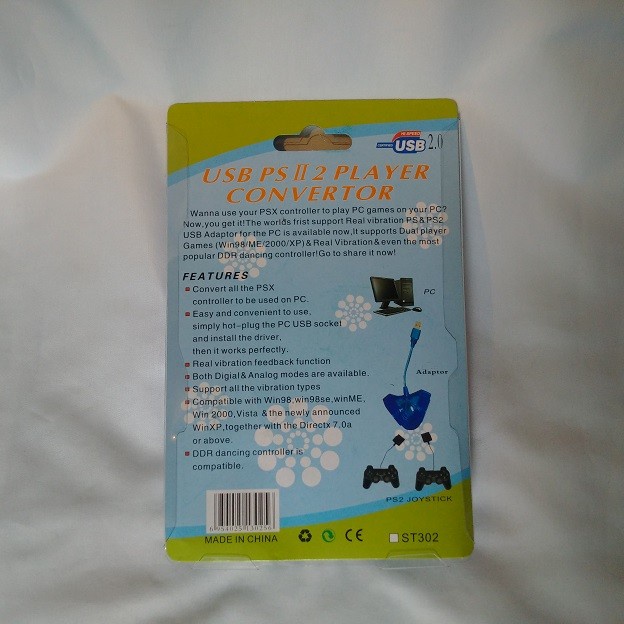 HI-SPEED
CERTIFIED USB 2.0
USB PS II 2 PLAYER
CONVERTOR
Wanna use your PSX controller to play PC games on your PC?
Now,you get it!The worlds frist support Real vibration PS&PS2
USB Adaptor for the PC is available now,It supports Dual player
Games (Win98/ME/2000/XP)&Real Vibration&even the most
popular DDR dancing controller!Go to share it now!
FEATURES
Convert all the PSX
controller to be used on PC.
Easy and convenient to use,
simply hot-plug the PC USB socket
and install the driver,
then it works perfectly.
Real vibration feedback function
Both Digial&Analog modes are available.
Support all the vibration types
Compatible with Win98,win98se,winME,
Win 2000,Vista &the newly announced
WinXP,together with the Directx 7,0a
or above.
DDR dancing controller is
compatible.
PC
Adaptor
PS2 JOYSTICK
MADE IN CHINA
CE
ST302